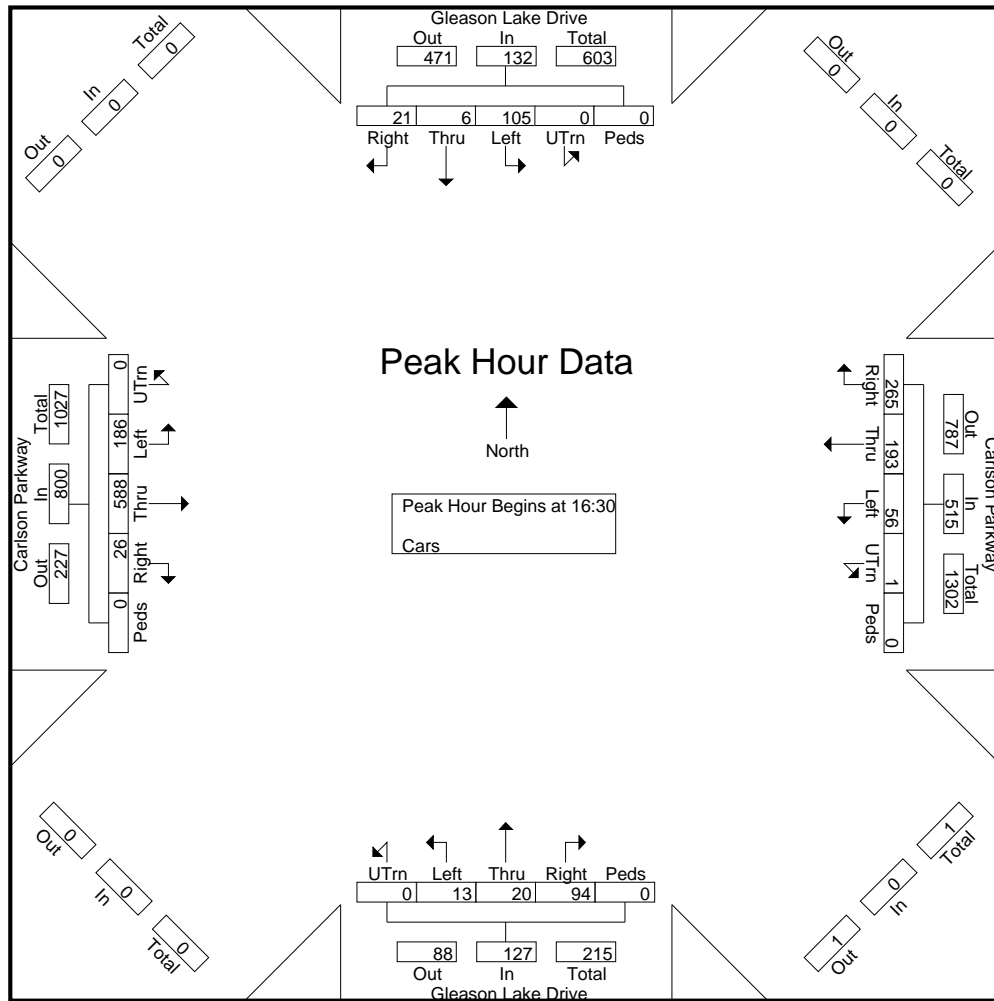 Gleason Lake Drive
Out In Total
471 132 603
21 6 105 0 0
Right Thru Left UTrn Peds
Total
0
In
0
Out
0
Out
0
In
0
Total
0
Carlson Parkway
Total In Out
1027 800 227
0 186 588 26 0
UTrn Left Thru Right Peds
Peak Hour Data
North
Peak Hour Begins at 16:30
Cars
Right Thru Left UTrn Peds
265 193 56 1 0
Out In Total
787 515 1302
Carlson Parkway
Out
0
In
0
Total
0
UTrn Left Thru Right Peds
0 13 20 94 0
88 127 215
Out In Total
Gleason Lake Drive
1
Total
0
In
1
Out